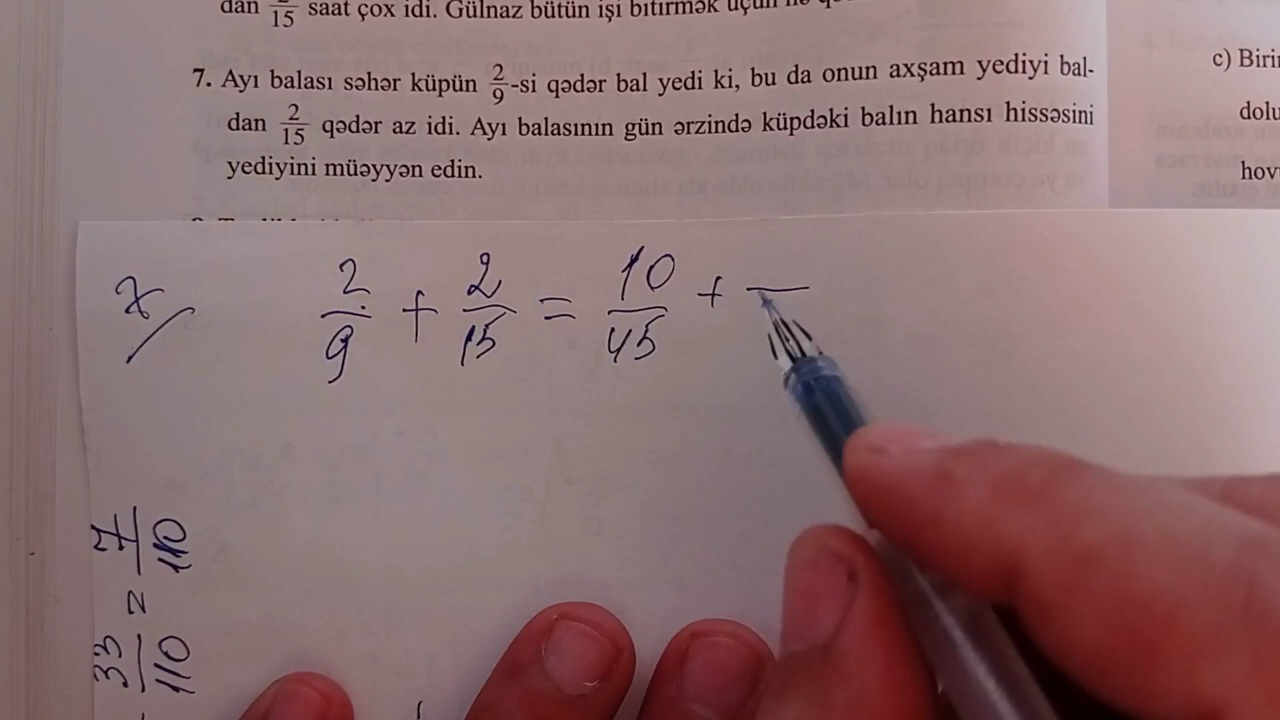 dan 2/15 saat çox idi. Gülnaz bütün işi bitirmək üçün
7. Ayı balası səhər küpün 2/9-si qədər bal yedi ki, bu da onun axşam yediyi bal-
dan 2/15 qədər az idi. Ayı balasının gün ərzində küpdəki balın hansı hissəsini
yediyini müəyyən edin.
c) Birin
dolu
hov
7/ 2/9 + 2/15 = 10/45 + —
33/110 = 7/110